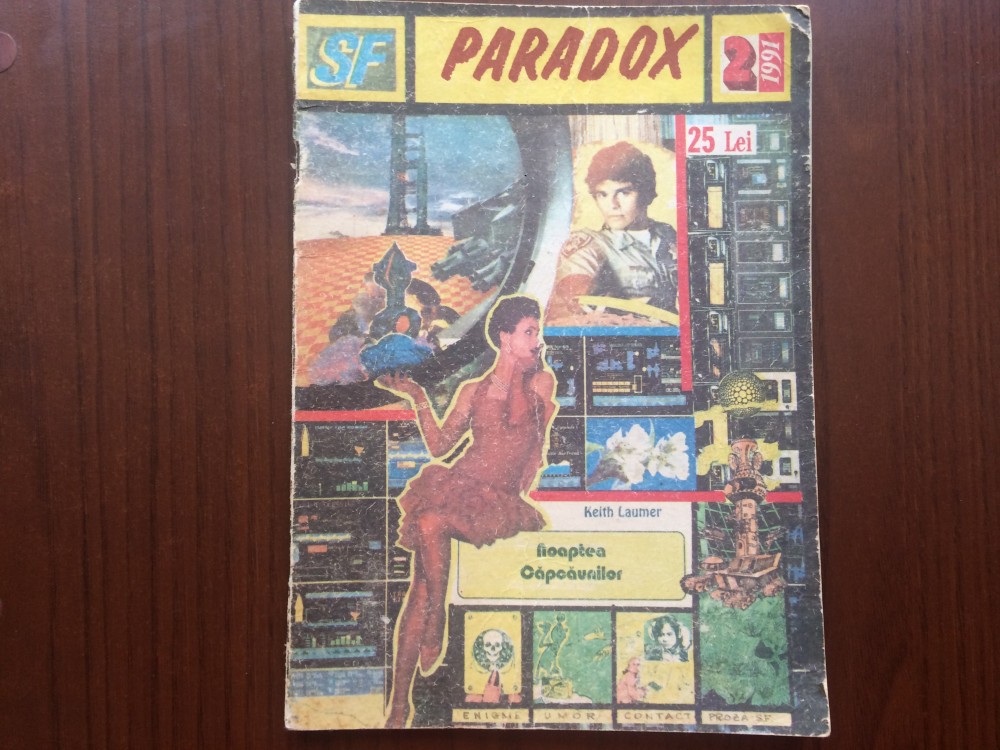 SF
PARADOX
2
1991
25 Lei
Keith Laumer
Noaptea
Căpcăunilor
ENIGME UMOR CONTACT PROZA SF